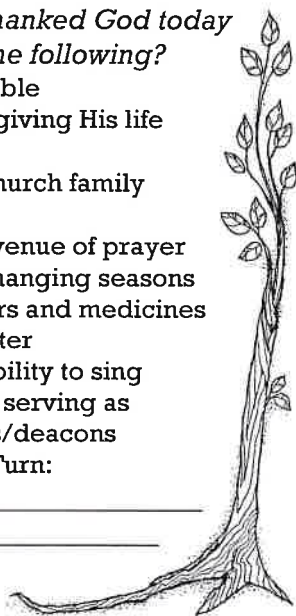 hanked God today
he following?
ble
giving His life
hurch family
venue of prayer
hanging seasons
rs and medicines
ter
bility to sing
serving as
s/deacons
Turn: